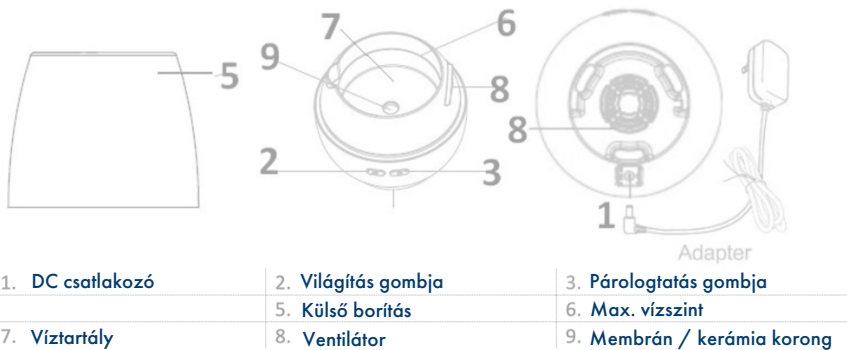 7
6
9
5
8
8
2
3
1
Adapter
1. DC csatlakozó
2. Világítás gombja
3. Párologtatás gombja
5. Külső borítás
6. Max. vízszint
7. Víztartály
8. Ventilátor
9. Membrán / kerámia korong